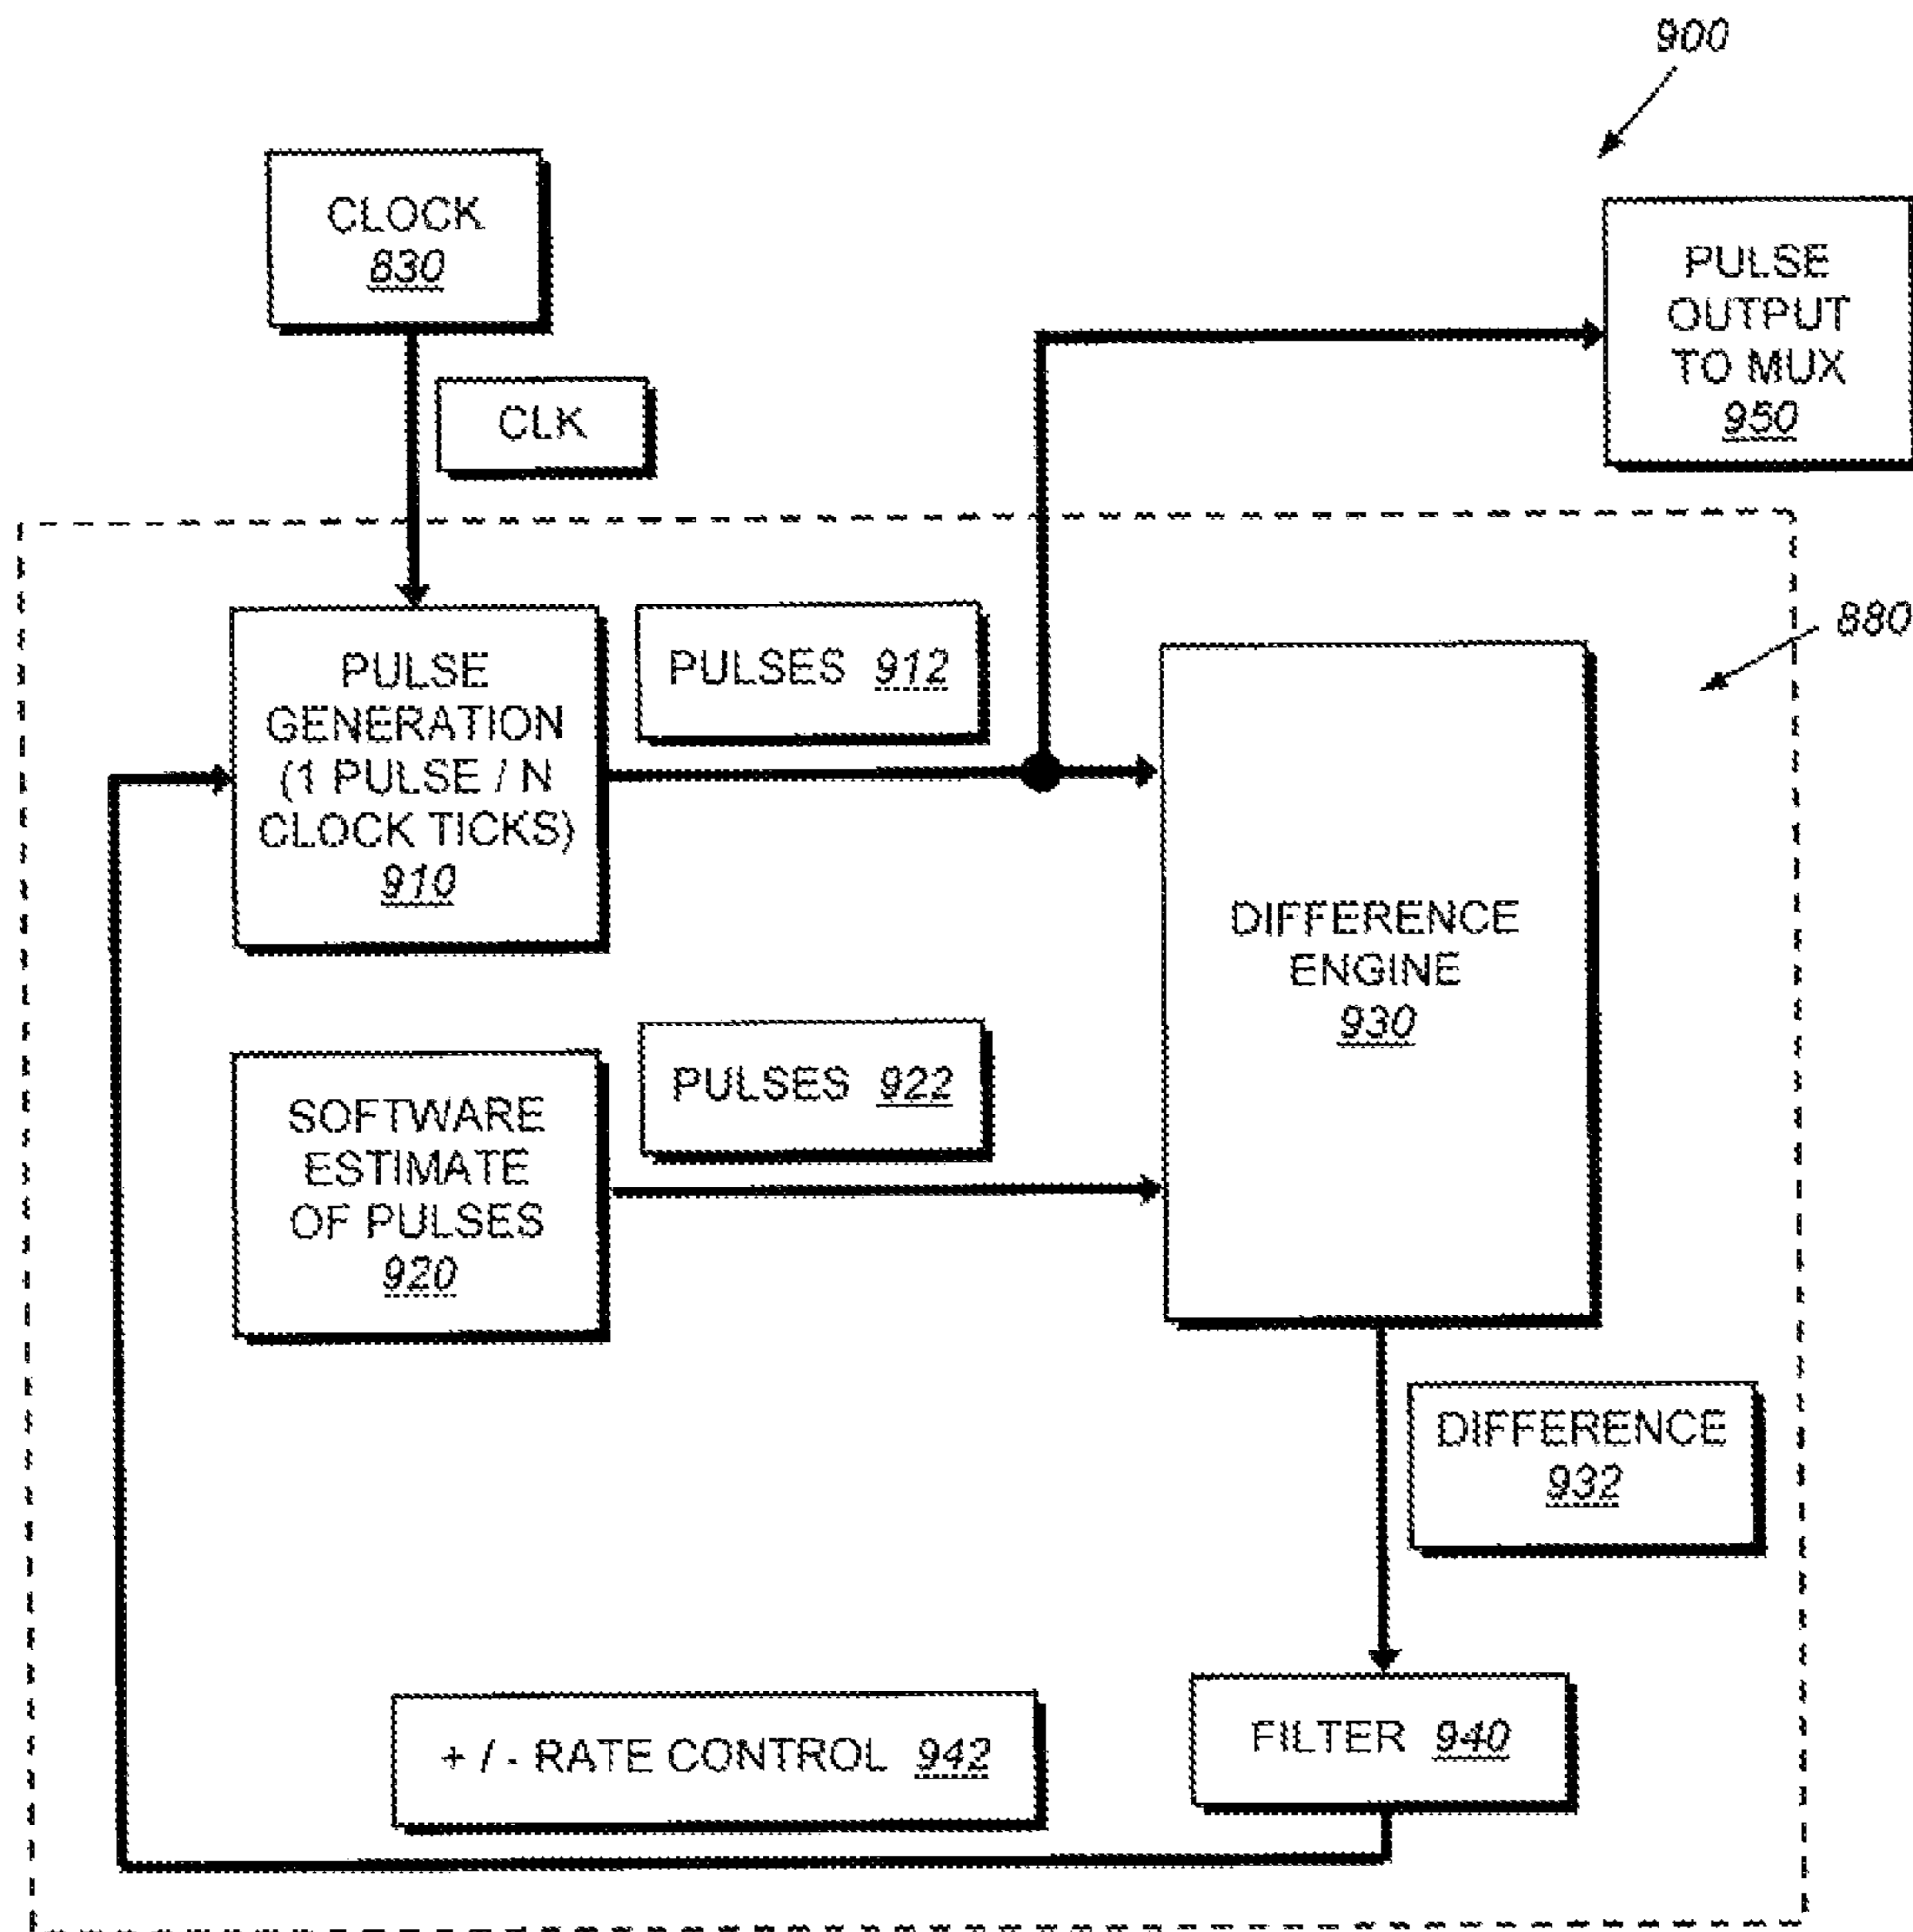 900
CLOCK
830
PULSE
OUTPUT
TO MUX
950
CLK
880
PULSE
GENERATION
(1 PULSE / N
CLOCK TICKS)
910
PULSES 912
DIFFERENCE
ENGINE
930
SOFTWARE
ESTIMATE
OF PULSES
920
PULSES 922
DIFFERENCE
932
+ / - RATE CONTROL 942
FILTER 940